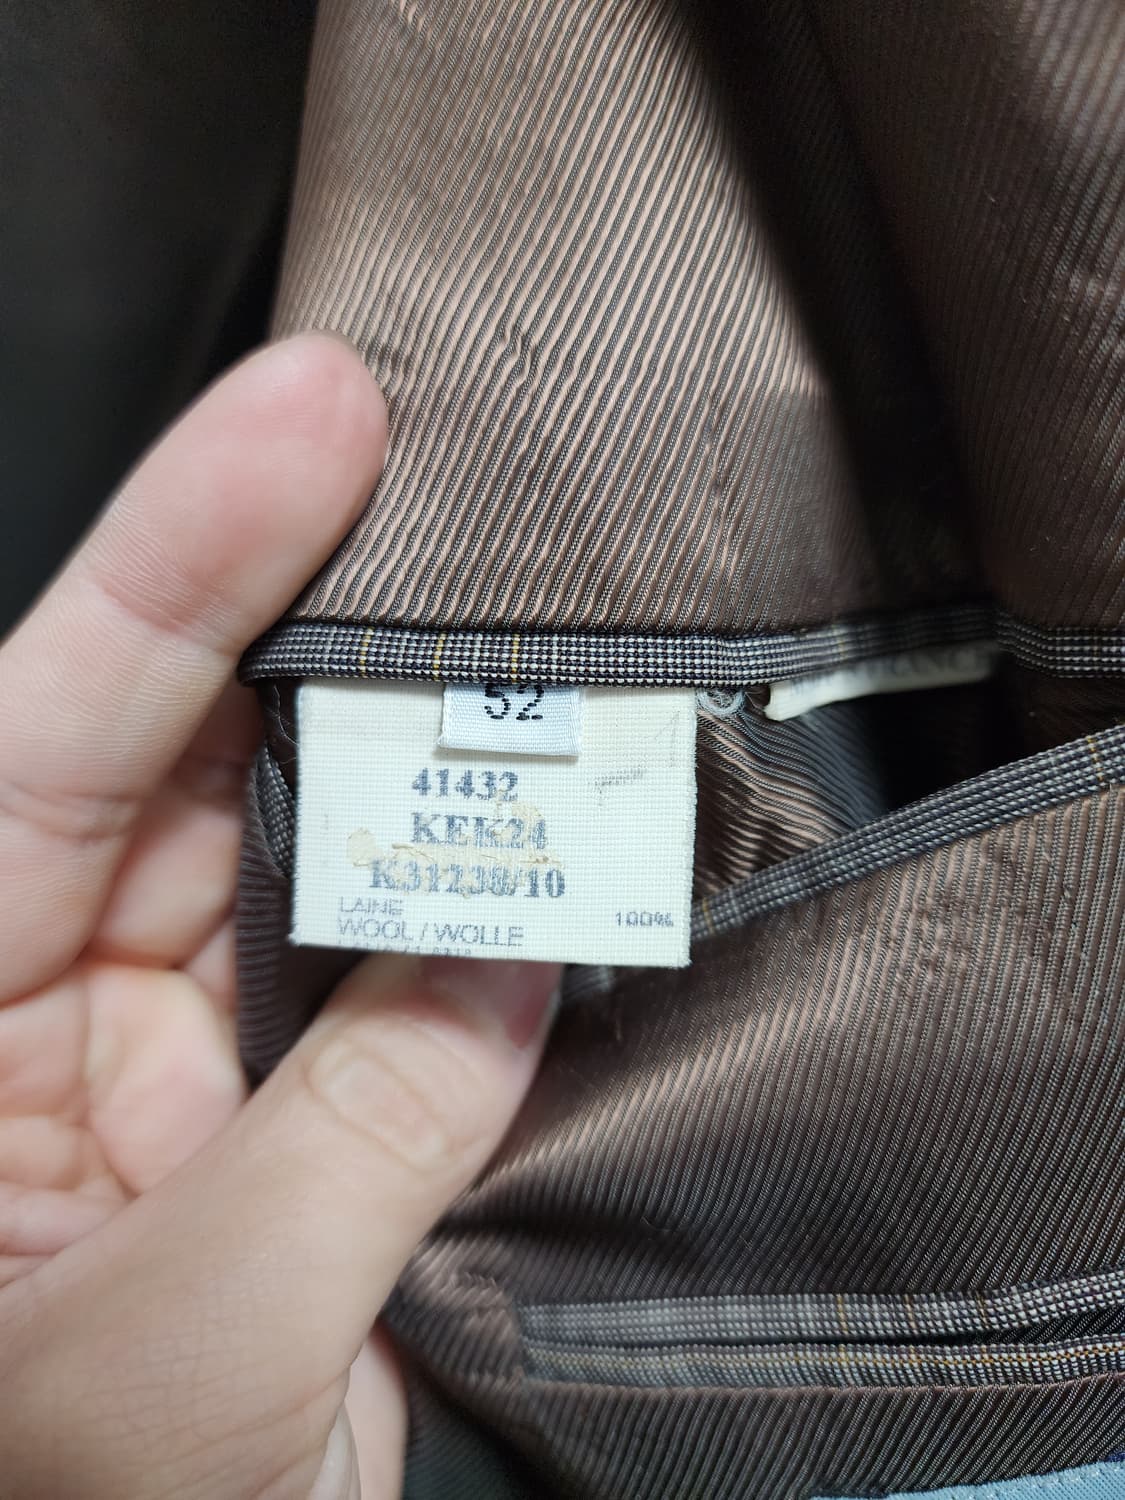 52
41432
KEK24
K31238/10
LAINE
WOOL / WOLLE 100%